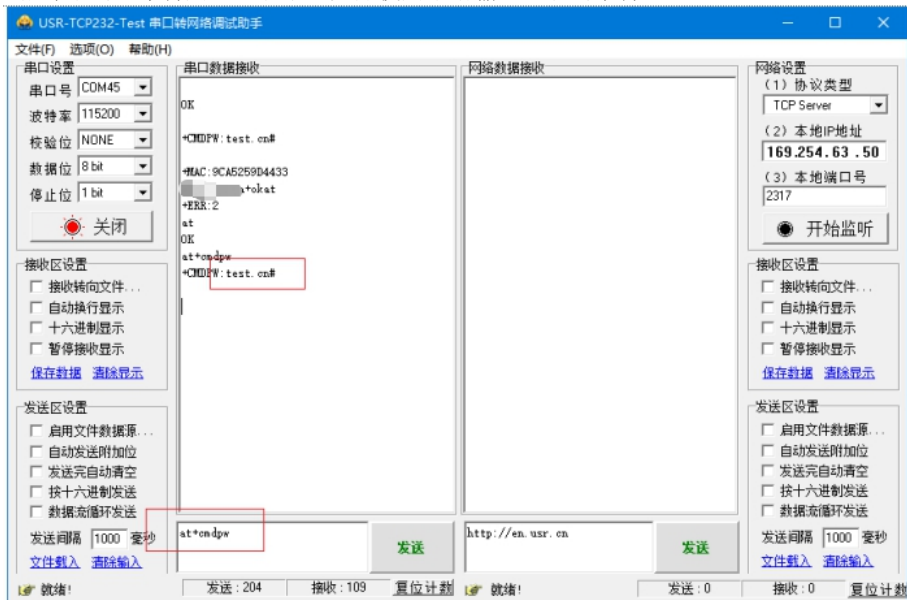 USR-TCP232-Test 串口转网络调试助手
文件(F) 选项(O) 帮助(H)
串口设置
串口号 COM45
波特率 115200
校验位 NONE
数据位 8 bit
停止位 1 bit
关闭
接收区设置
接收转向文件...
自动换行显示
十六进制显示
暂停接收显示
保存数据 清除显示
发送区设置
启用文件数据源...
自动发送附加位
发送完自动清空
按十六进制发送
数据流循环发送
发送间隔 1000 毫秒
文件载入 清除输入
就绪!
串口数据接收
OK
+CMDPW:test.cn#
+MAC:9CA5259D4433
a+okat
+ERR:2
at
OK
at+cmdpw
+CMDPW:test.cn#
at+cmdpw
发送
发送:204 接收:109 复位计数
网络数据接收
http://en.usr.cn
发送
就绪!
发送:0 接收:0 复位计数
网络设置
(1) 协议类型
TCP Server
(2) 本地IP地址
169.254.63.50
(3) 本地端口号
2317
开始监听
接收区设置
接收转向文件...
自动换行显示
十六进制显示
暂停接收显示
保存数据 清除显示
发送区设置
启用文件数据源...
自动发送附加位
发送完自动清空
按十六进制发送
数据流循环发送
发送间隔 1000 毫秒
文件载入 清除输入